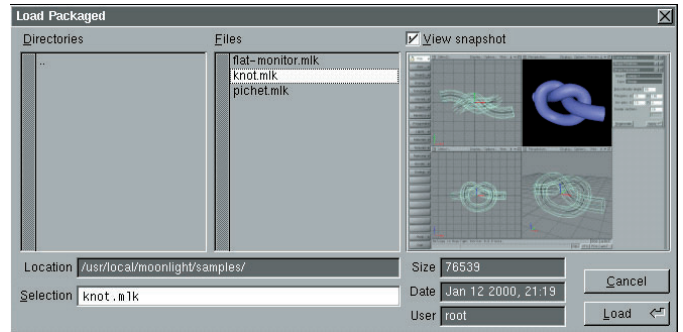 Load Packaged
Directories
Files
View snapshot
..
flat-monitor.mlk
knot.mlk
pichet.mlk
Location /usr/local/moonlight/samples/
Selection knot.mlk
Size 76539
Date Jan 12 2000, 21:19
User root
Cancel
Load